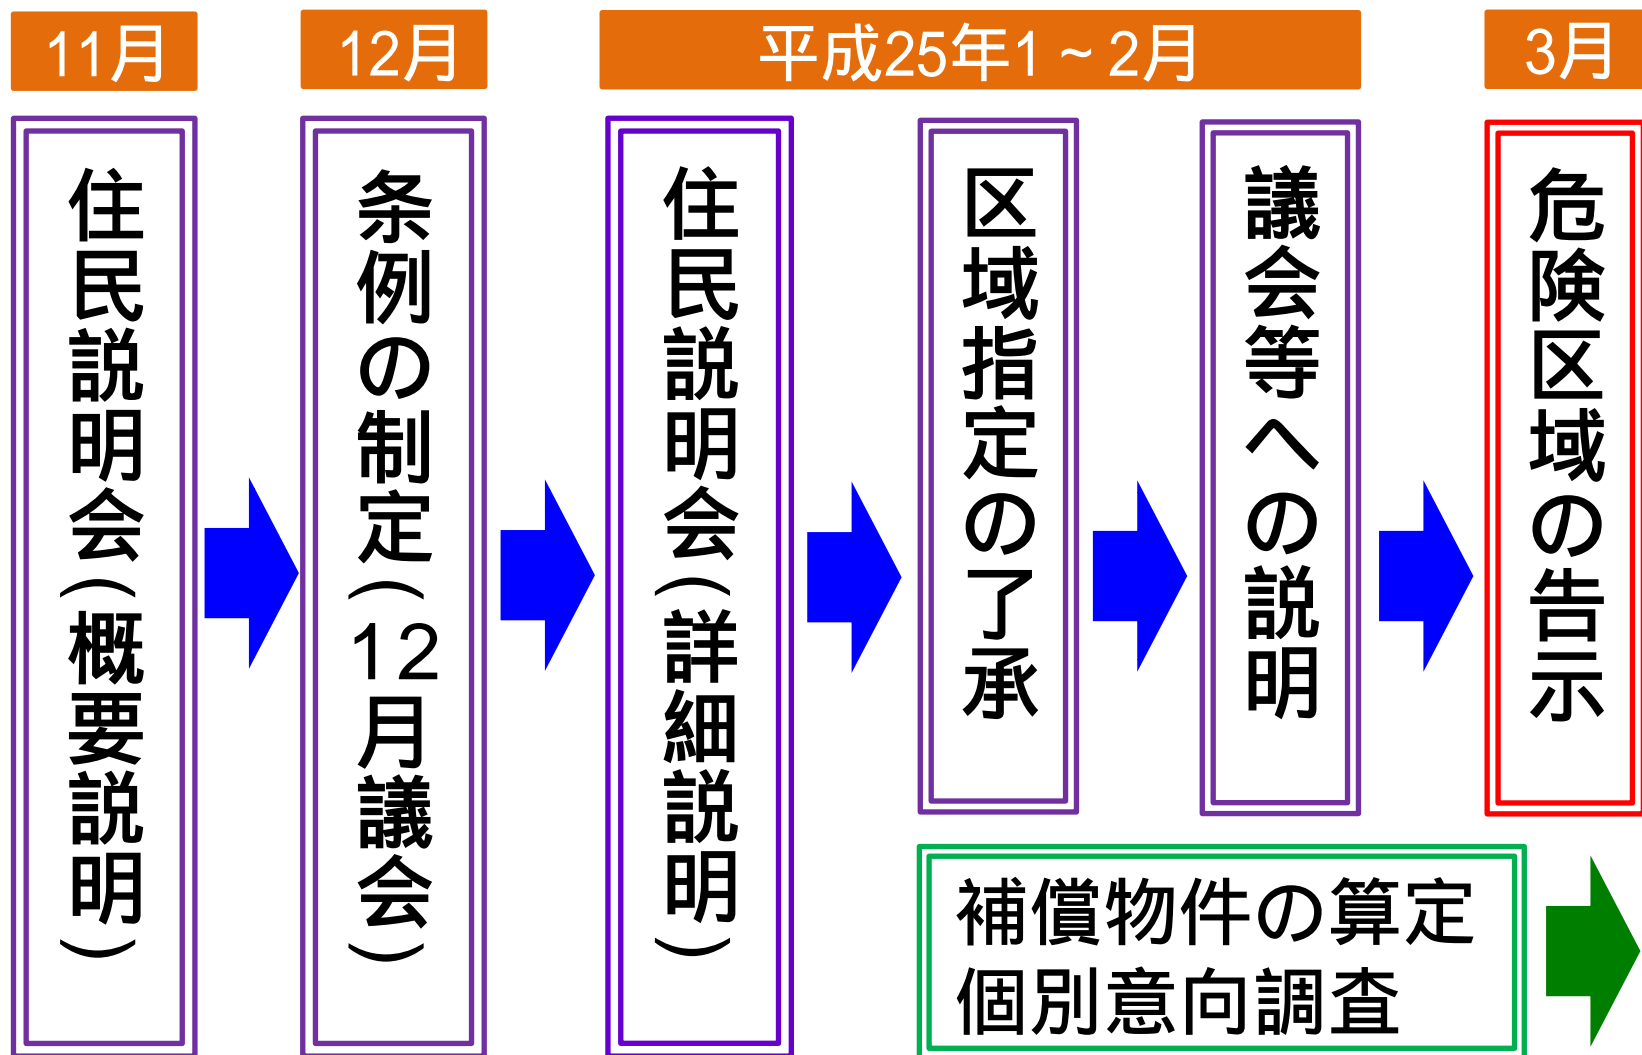 11月
12月
平成25年1~2月
3月
住民説明会(概要説明)
条例の制定(12月議会)
住民説明会(詳細説明)
区域指定の了承
議会等への説明
危険区域の告示
補償物件の算定
個別意向調査